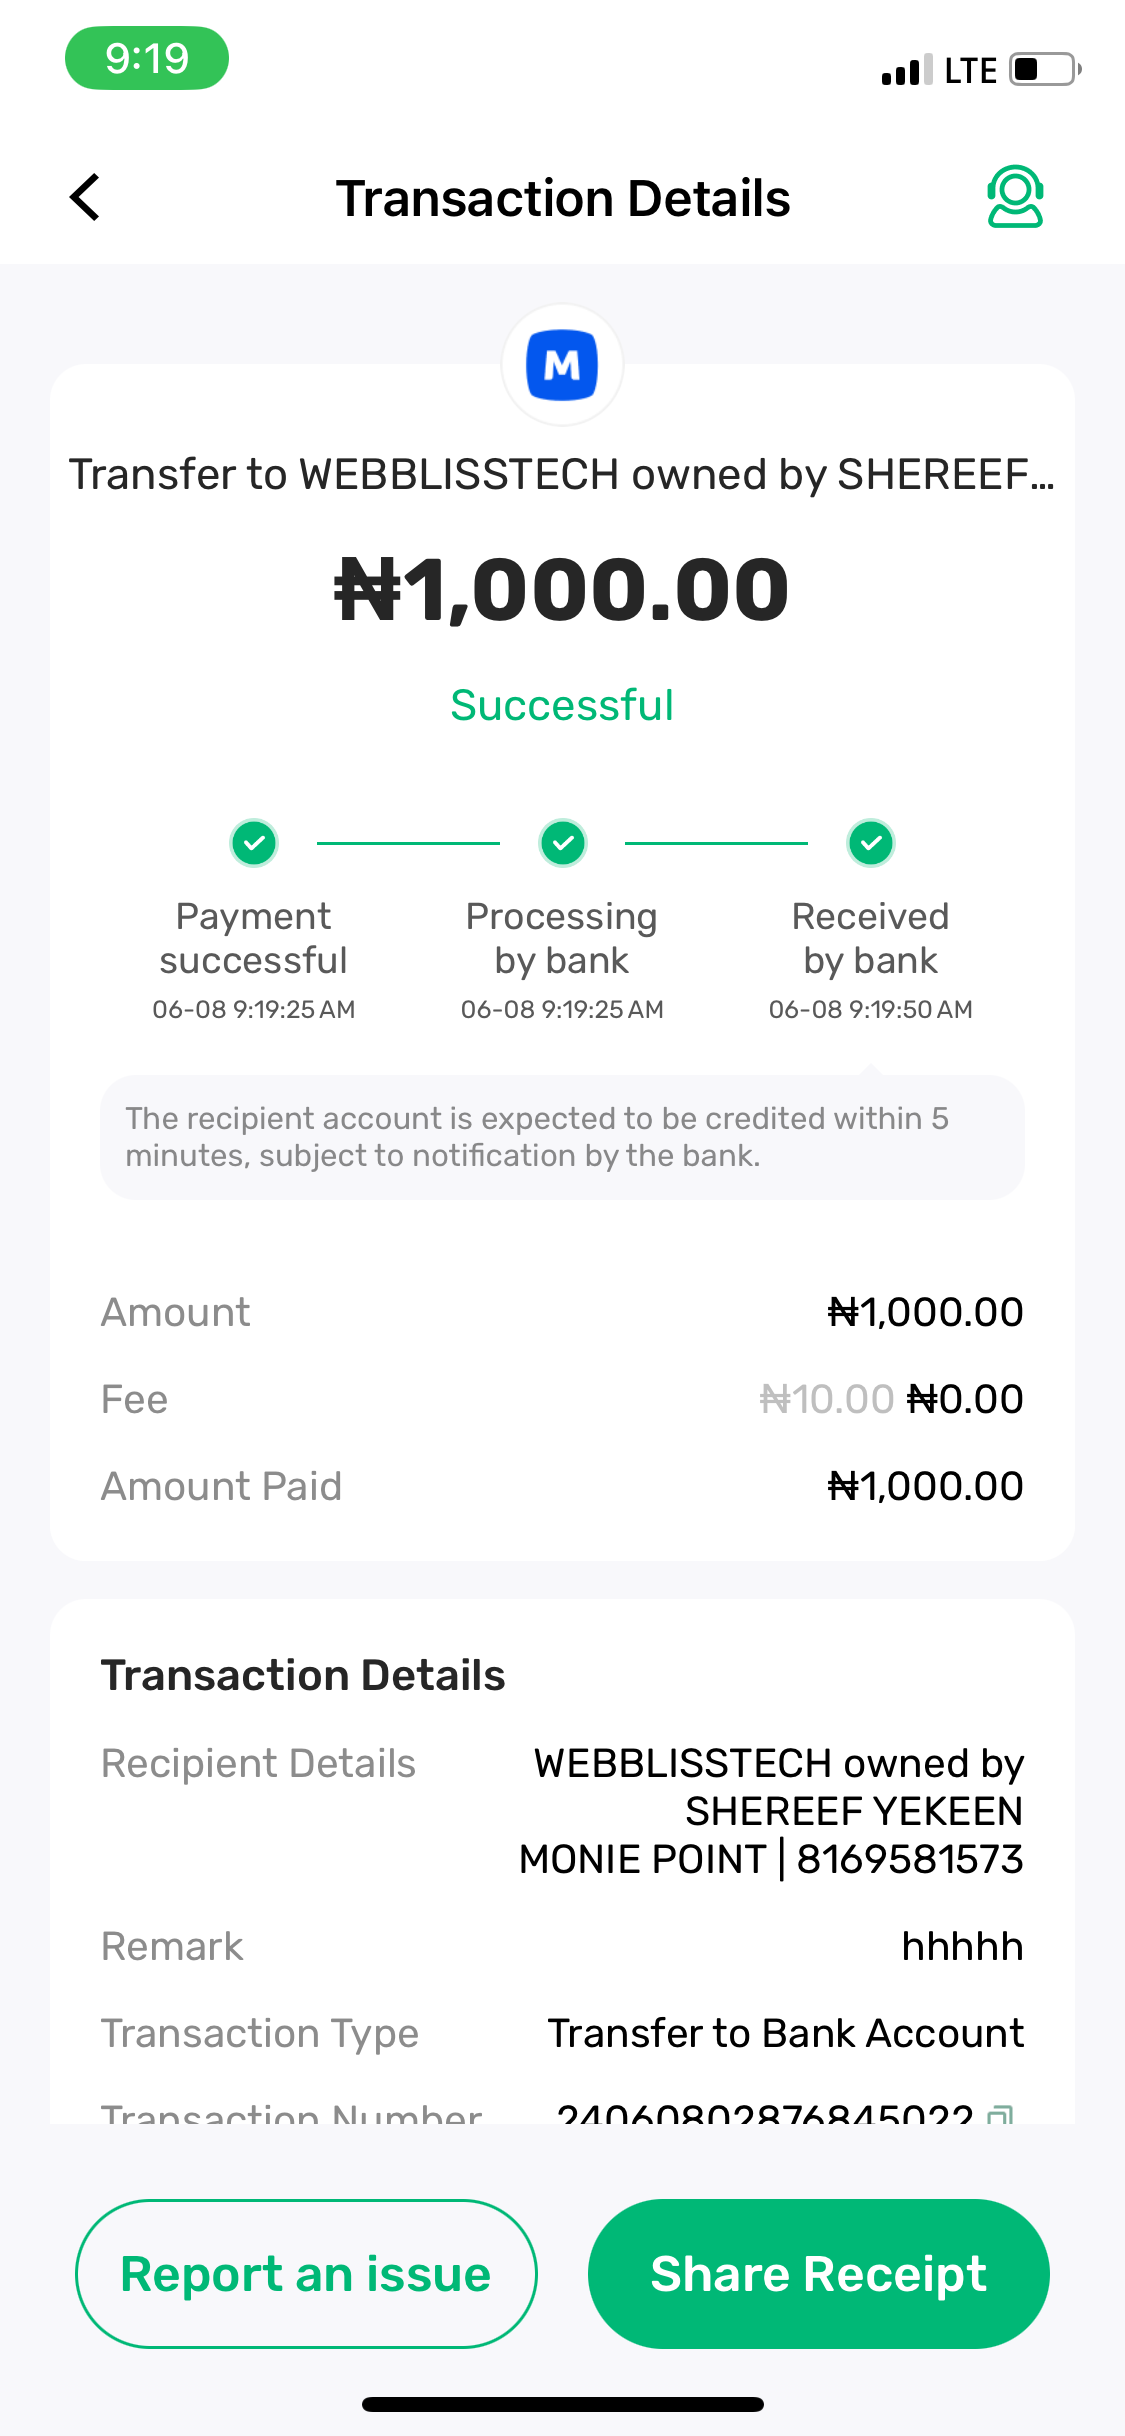 9:19
LTE
Transaction Details
M
Transfer to WEBBLISSTECH owned by SHEREEF...
₦1,000.00
Successful
Payment
successful
06-08 9:19:25 AM
Processing
by bank
06-08 9:19:25 AM
Received
by bank
06-08 9:19:50 AM
The recipient account is expected to be credited within 5
minutes, subject to notification by the bank.
Amount ₦1,000.00
Fee ₦10.00 ₦0.00
Amount Paid ₦1,000.00
Transaction Details
Recipient Details WEBBLISSTECH owned by
SHEREEF YEKEEN
MONIE POINT | 8169581573
Remark hhhhh
Transaction Type Transfer to Bank Account
Transaction Number 24060802876845022
Report an issue
Share Receipt